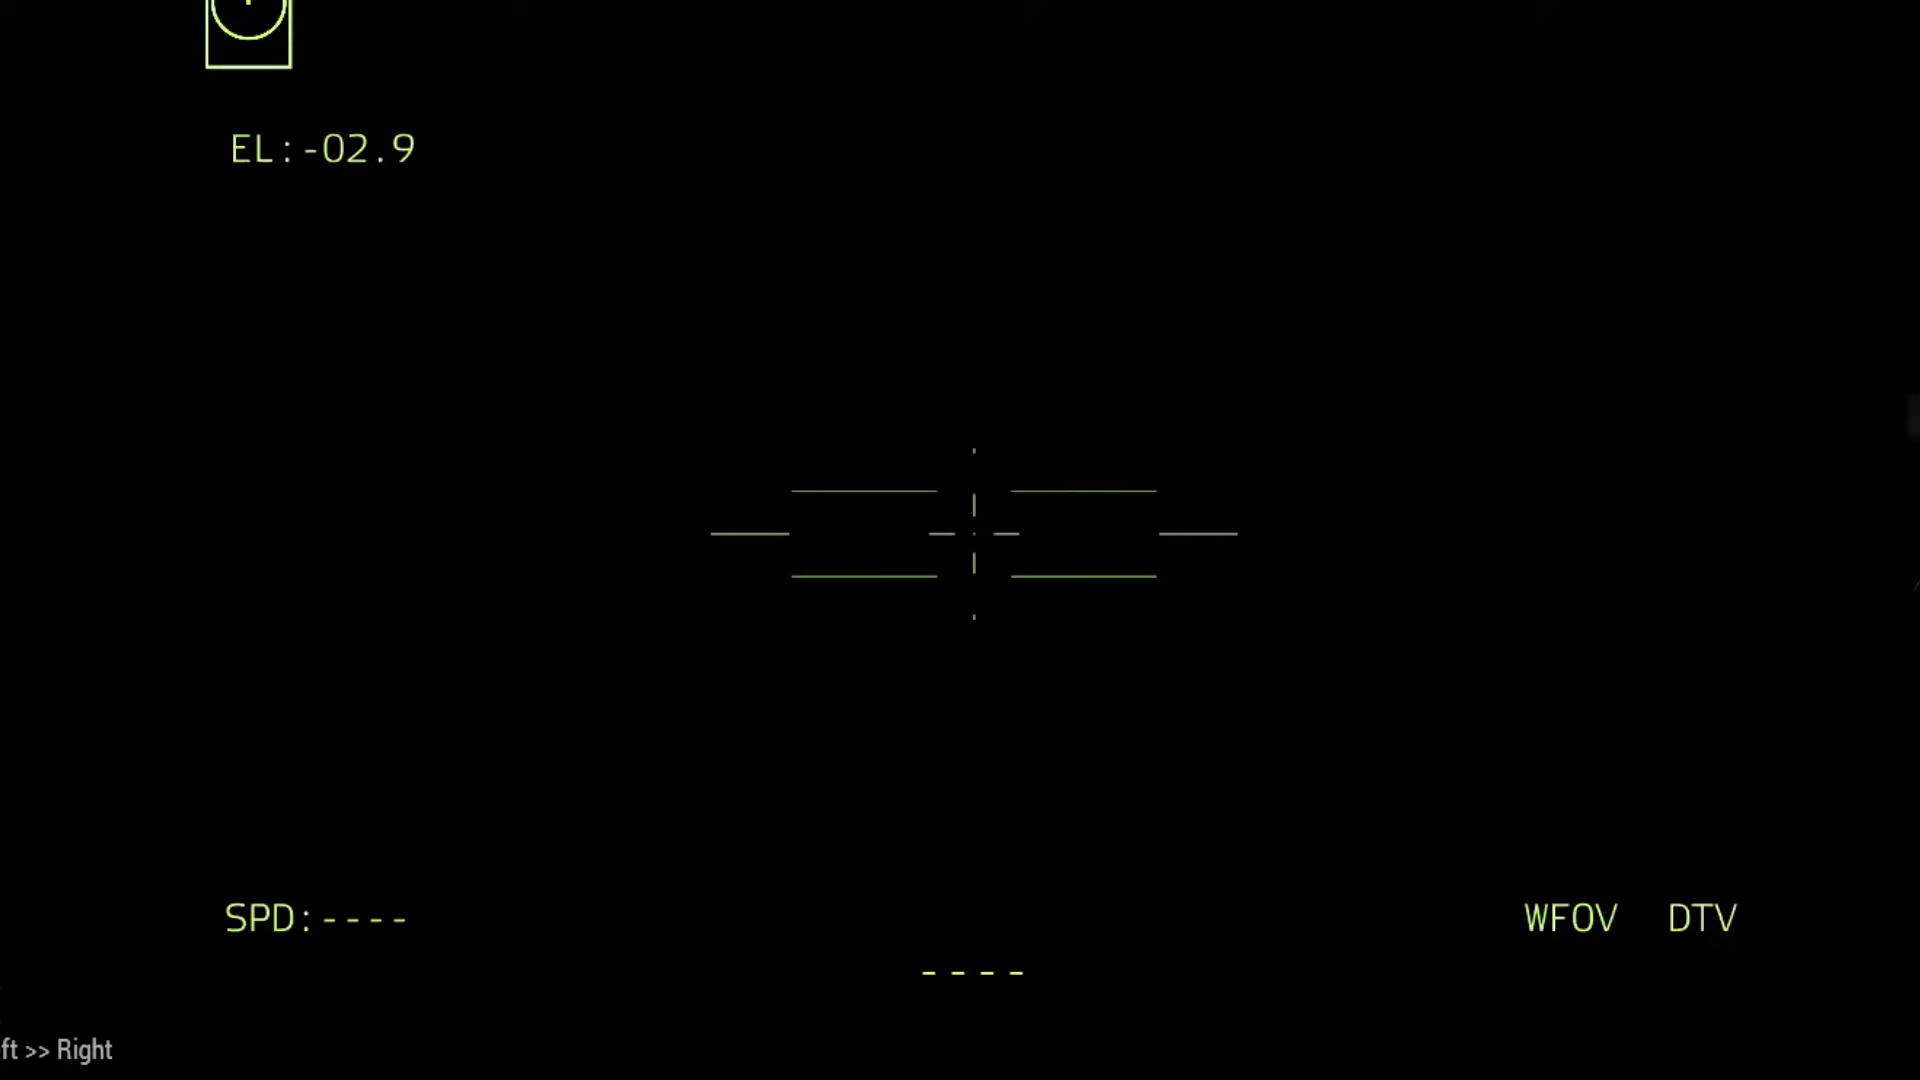 EL:-02.9
SPD:----
WFOV DTV
----
ft >> Right